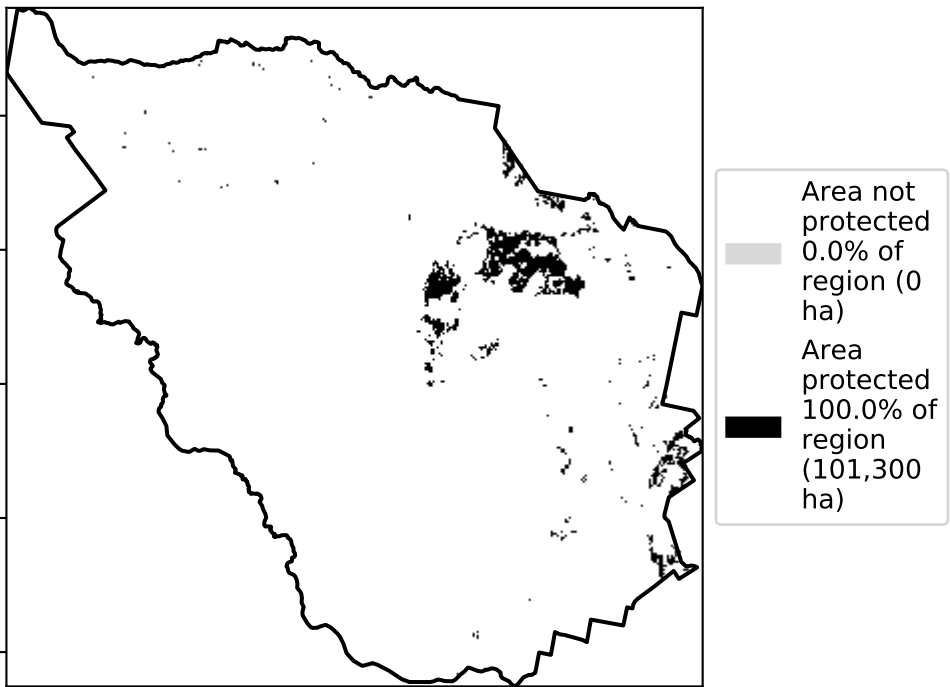 Area not
protected
0.0% of
region (0
ha)
Area
protected
100.0% of
region
(101,300
ha)